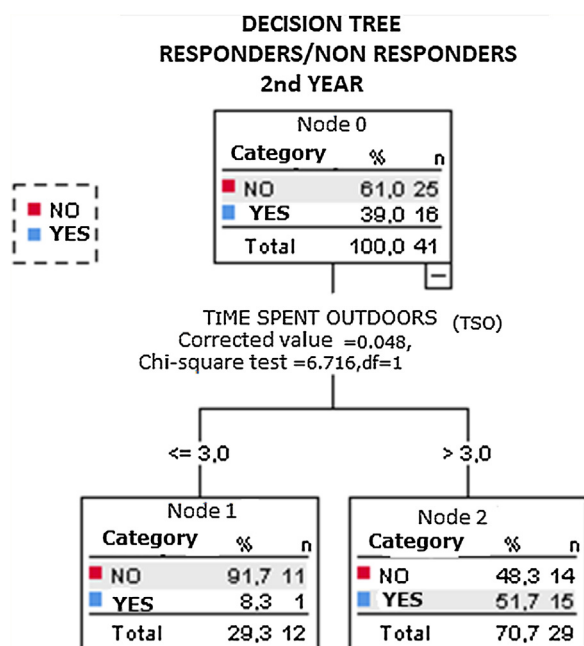 DECISION TREE
RESPONDERS/NON RESPONDERS
2nd YEAR
Node 0
Category % n
NO 61,0 25
YES 39,0 16
Total 100,0 41
NO
YES
TIME SPENT OUTDOORS (TSO)
Corrected value =0.048,
Chi-square test =6.716,df=1
<= 3,0
> 3,0
Node 1
Category % n
NO 91,7 11
YES 8,3 1
Total 29,3 12
Node 2
Category % n
NO 48,3 14
YES 51,7 15
Total 70,7 29